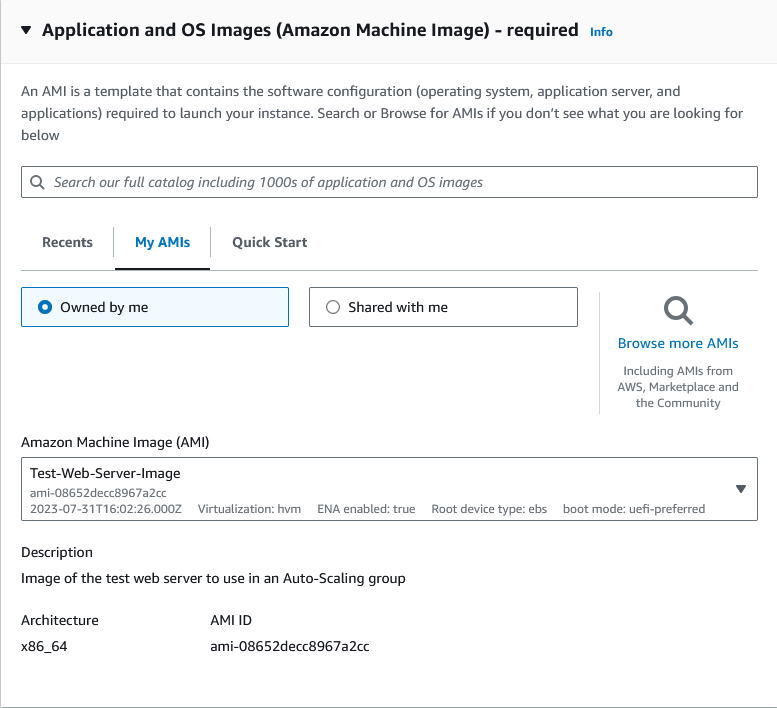 Application and OS Images (Amazon Machine Image) - required Info
An AMI is a template that contains the software configuration (operating system, application server, and
applications) required to launch your instance. Search or Browse for AMIs if you don’t see what you are looking for
below
Search our full catalog including 1000s of application and OS images
Recents My AMIs Quick Start
Owned by me Shared with me
Browse more AMIs
Including AMIs from
AWS, Marketplace and
the Community
Amazon Machine Image (AMI)
Test-Web-Server-Image
ami-08652decc8967a2cc
2023-07-31T16:02:26.000Z Virtualization: hvm ENA enabled: true Root device type: ebs boot mode: uefi-preferred
Description
Image of the test web server to use in an Auto-Scaling group
Architecture AMI ID
x86_64 ami-08652decc8967a2cc